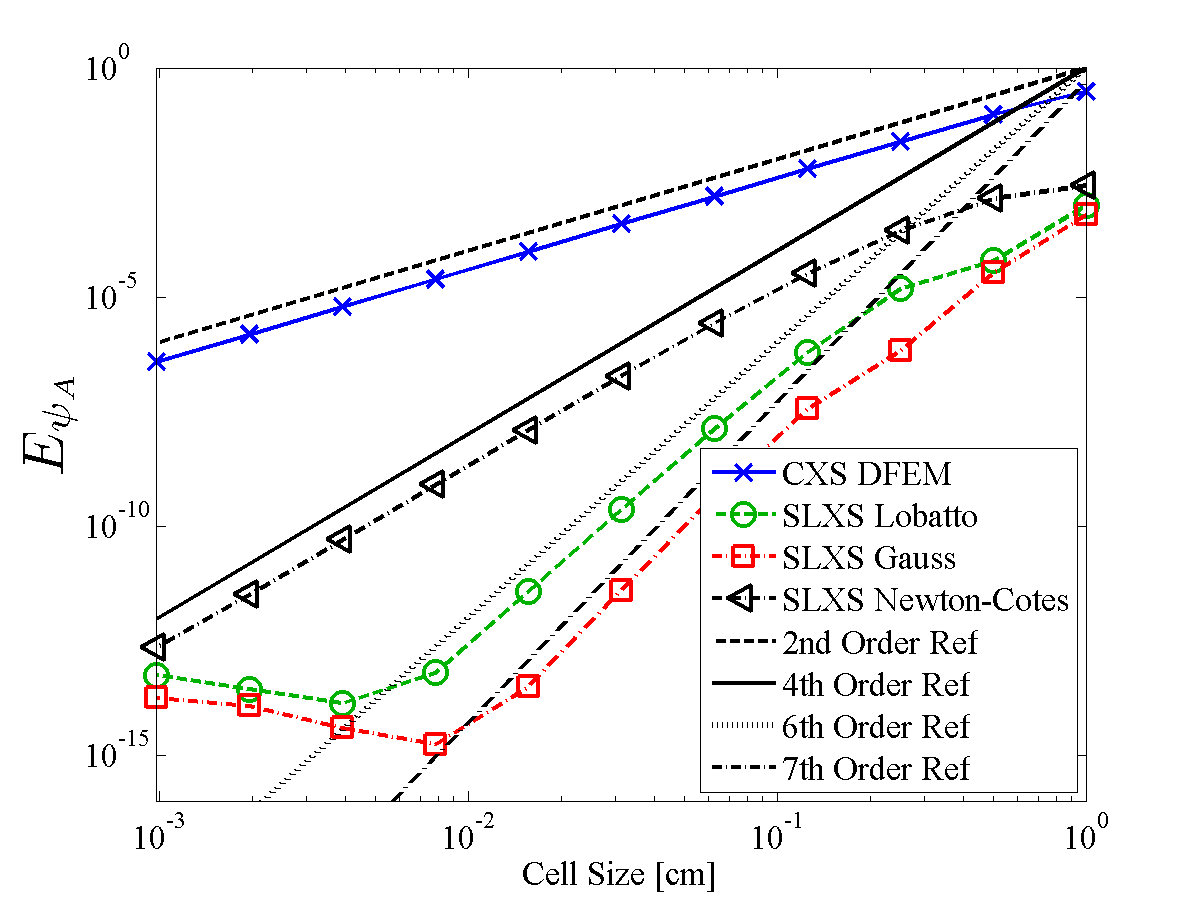 10^0
10^-5
10^-10
10^-15
E_ψ_A
CXS DFEM
SLXS Lobatto
SLXS Gauss
SLXS Newton-Cotes
2nd Order Ref
4th Order Ref
6th Order Ref
7th Order Ref
10^-3
10^-2
10^-1
10^0
Cell Size [cm]